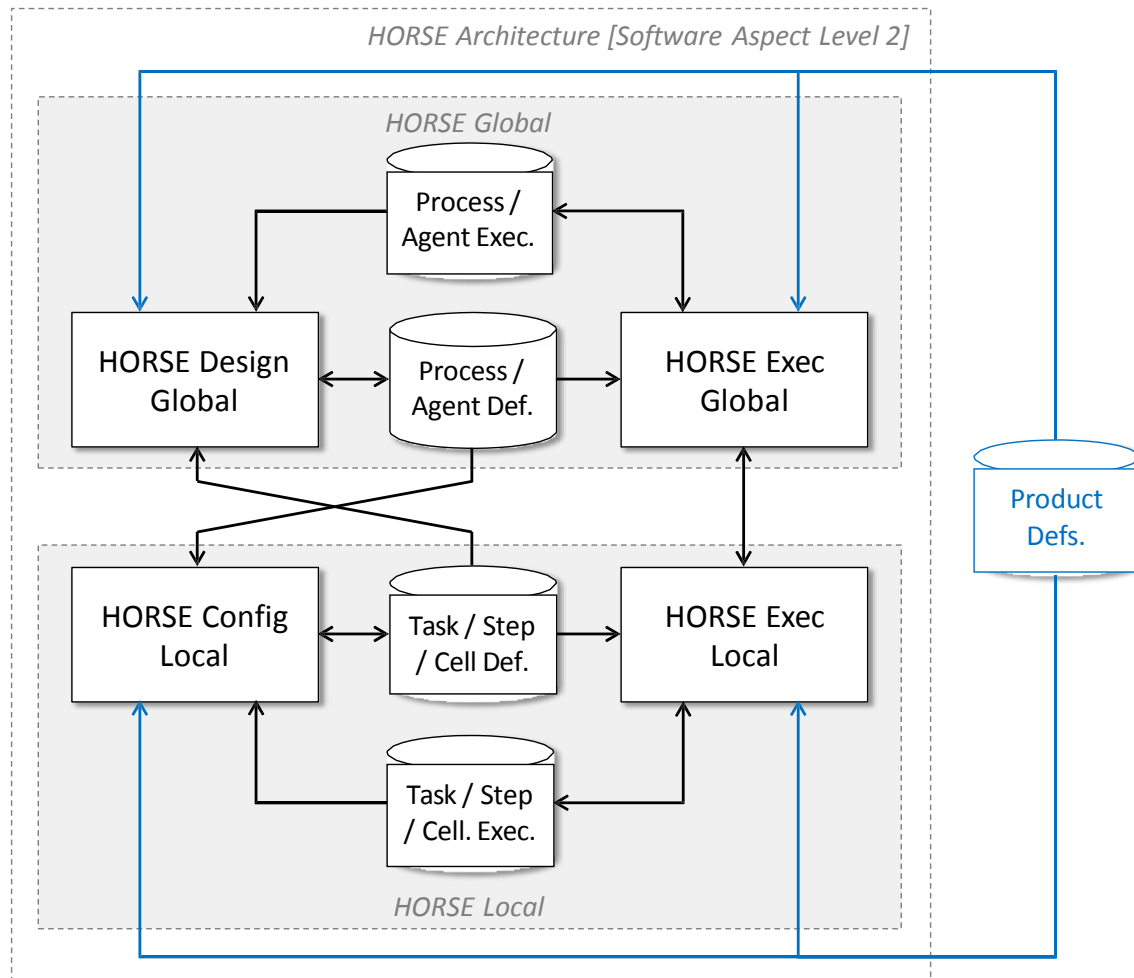 HORSE Architecture [Software Aspect Level 2]
HORSE Global
Process /
Agent Exec.
HORSE Design
Global
Process /
Agent Def.
HORSE Exec
Global
Product
Defs.
HORSE Config
Local
Task / Step
/ Cell Def.
HORSE Exec
Local
Task / Step
/ Cell. Exec.
HORSE Local